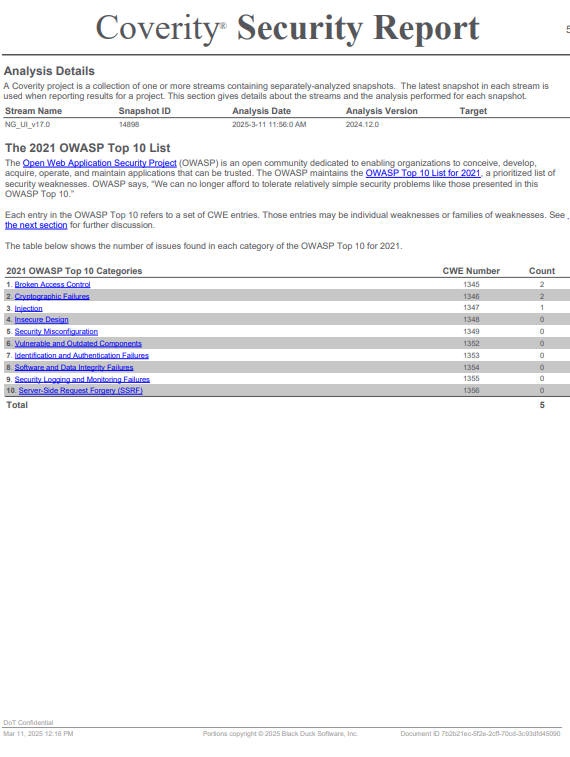 Coverity® Security Report
5
Analysis Details
A Coverity project is a collection of one or more streams containing separately-analyzed snapshots. The latest snapshot in each stream is
used when reporting results for a project. This section gives details about the streams and the analysis performed for each snapshot.
Stream Name Snapshot ID Analysis Date Analysis Version Target
NG_UI_v17.0 14898 2025-3-11 11:56:0 AM 2024.12.0
The 2021 OWASP Top 10 List
The Open Web Application Security Project (OWASP) is an open community dedicated to enabling organizations to conceive, develop,
acquire, operate, and maintain applications that can be trusted. The OWASP maintains the OWASP Top 10 List for 2021, a prioritized list of
security weaknesses. OWASP says, “We can no longer afford to tolerate relatively simple security problems like those presented in this
OWASP Top 10.”
Each entry in the OWASP Top 10 refers to a set of CWE entries. Those entries may be individual weaknesses or families of weaknesses. See
the next section for further discussion.
The table below shows the number of issues found in each category of the OWASP Top 10 for 2021.
2021 OWASP Top 10 Categories CWE Number Count
1. Broken Access Control 1345 2
2. Cryptographic Failures 1346 2
3. Injection 1347 1
4. Insecure Design 1348 0
5. Security Misconfiguration 1349 0
6. Vulnerable and Outdated Components 1352 0
7. Identification and Authentication Failures 1353 0
8. Software and Data Integrity Failures 1354 0
9. Security Logging and Monitoring Failures 1355 0
10. Server-Side Request Forgery (SSRF) 1356 0
Total 5
DoT Confidential
Mar 11, 2025 12:16 PM Portions copyright © 2025 Black Duck Software, Inc. Document ID 7b2b21ec-5f2e-2cff-70cd-3c93dfd45090